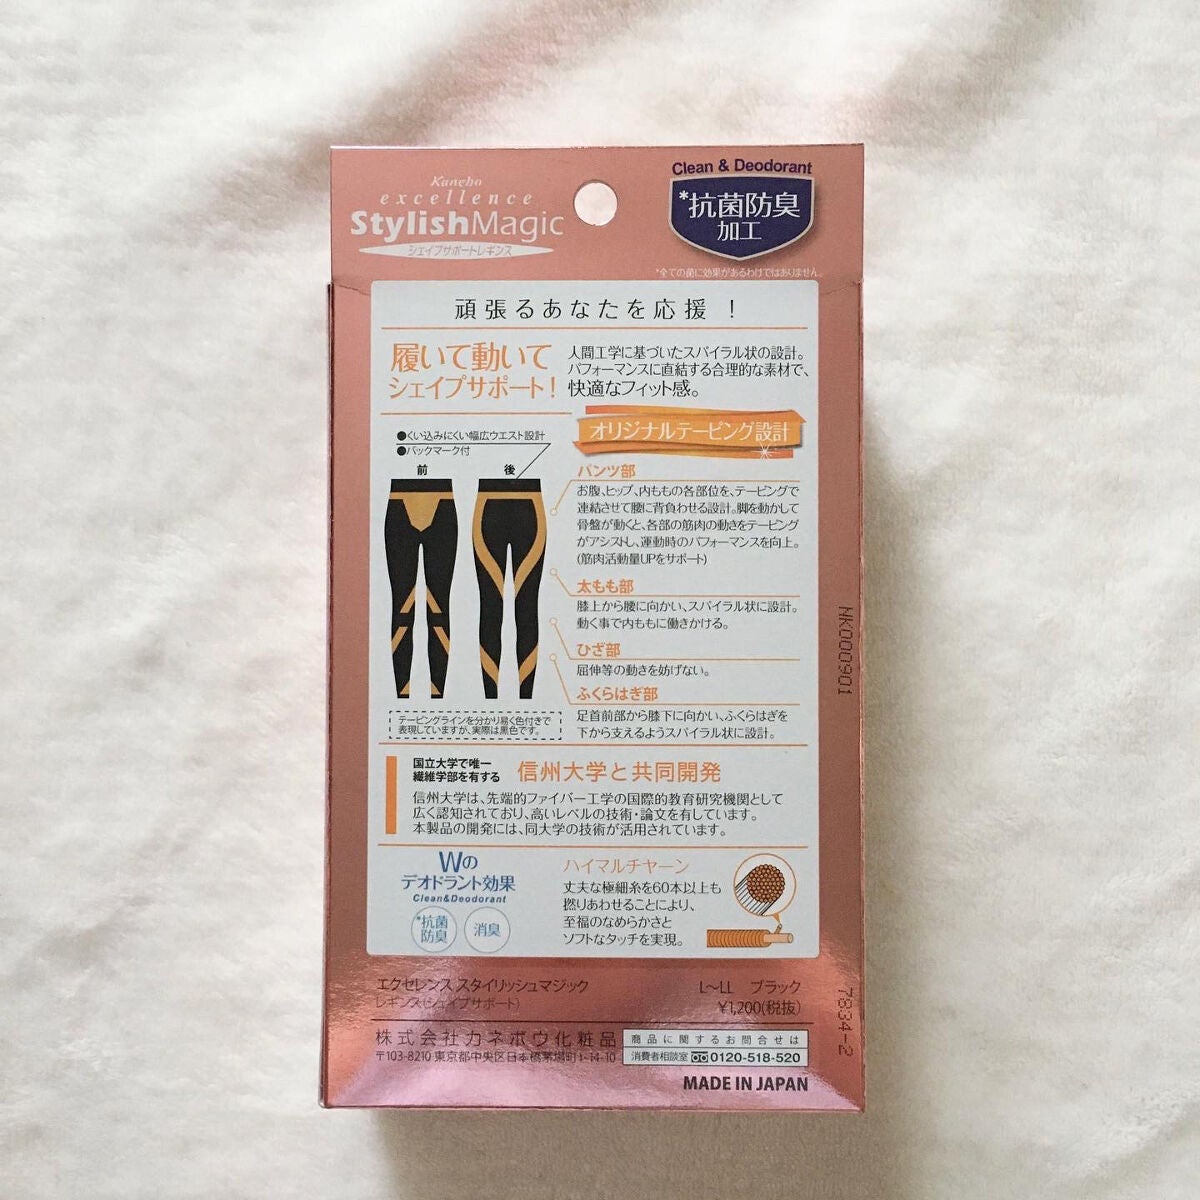 Kanebo
excellence
StylishMagic
シェイプサポートレギンス
Clean & Deodorant
*抗菌防臭
加工
*全ての菌に効果があるわけではありません。
頑張るあなたを応援！
履いて動いて
シェイプサポート！
人間工学に基づいたスパイラル状の設計。
パフォーマンスに直結する合理的な素材で、
快適なフィット感。
オリジナルテーピング設計
●くい込みにくい幅広ウエスト設計
●バックマーク付
前
後
パンツ部
お腹、ヒップ、内ももの各部位を、テーピングで
連結させて腰に背負わせる設計。脚を動かして
骨盤が動くと、各部の筋肉の動きをテーピング
がアシストし、運動時のパフォーマンスを向上。
(筋肉活動量UPをサポート)
太もも部
膝上から腰に向かい、スパイラル状に設計。
動く事で内ももに働きかける。
ひざ部
屈伸等の動きを妨げない。
ふくらはぎ部
足首前部から膝下に向かい、ふくらはぎを
下から支えるようスパイラル状に設計。
テーピングラインを分かり易く色付きで
表現していますが、実際は黒色です。
国立大学で唯一
繊維学部を有する
信州大学と共同開発
信州大学は、先端的ファイバー工学の国際的教育研究機関として
広く認知されており、高いレベルの技術・論文を有しています。
本製品の開発には、同大学の技術が活用されています。
Wの
デオドラント効果
Clean&Deodorant
*抗菌
防臭
消臭
ハイマルチヤーン
丈夫な極細糸を60本以上も
撚りあわせることにより、
至福のなめらかさと
ソフトなタッチを実現。
エクセレンス スタイリッシュマジック
レギンス(シェイプサポート)
L〜LL ブラック
¥1,200(税抜)
株式会社カネボウ化粧品
〒103-8210 東京都中央区日本橋茅場町1-14-10
商品に関するお問合せは
消費者相談室 0120-518-520
MADE IN JAPAN
NK000901
7834-2